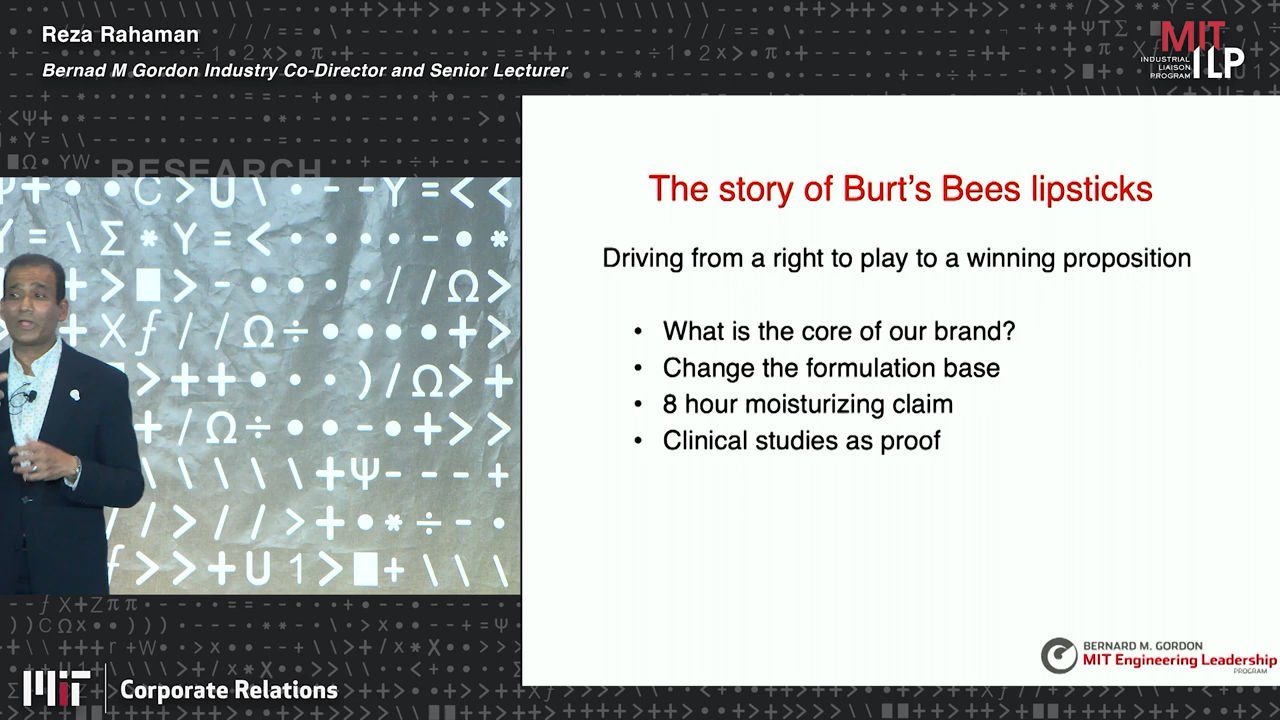 Reza Rahaman
Bernad M Gordon Industry Co-Director and Senior Lecturer
MIT
INDUSTRIAL
LIAISON
PROGRAM
ILP
RESEARCH
The story of Burt's Bees lipsticks
Driving from a right to play to a winning proposition
• What is the core of our brand?
• Change the formulation base
• 8 hour moisturizing claim
• Clinical studies as proof
BERNARD M. GORDON
MIT Engineering Leadership
PROGRAM
MIT
Corporate Relations